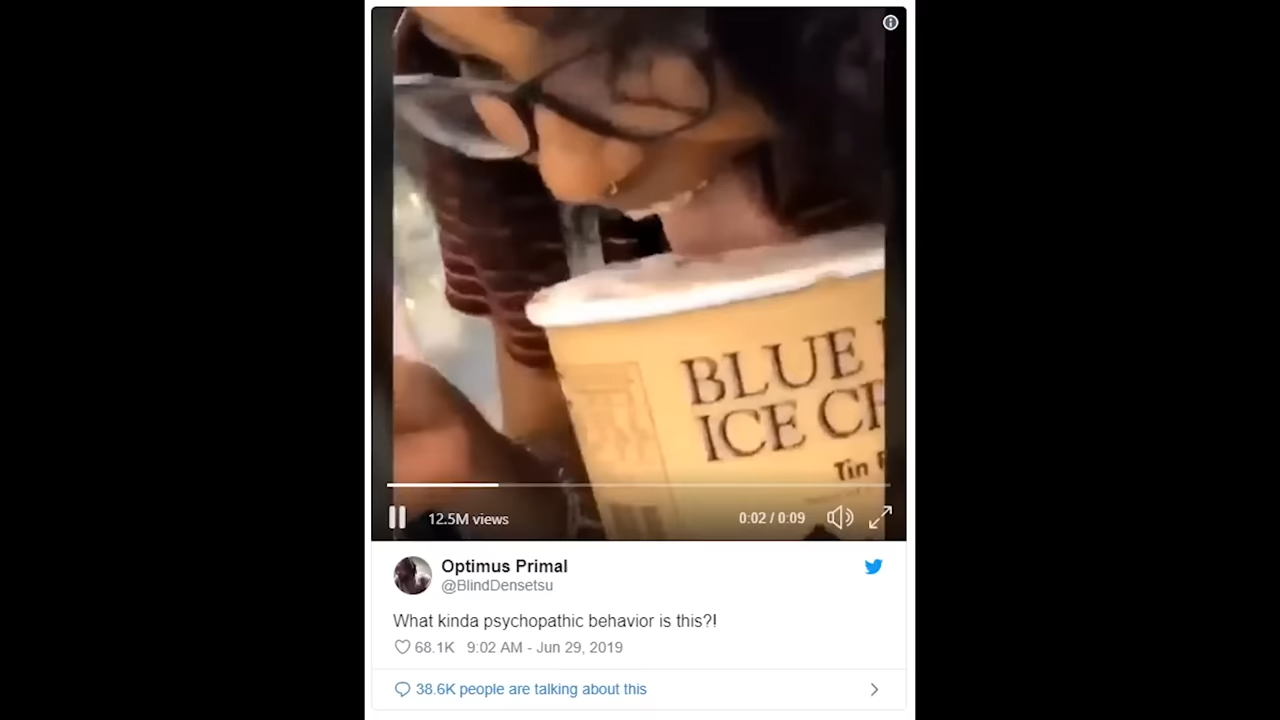 BLUE
ICE
Tin
12.5M views
0:02 / 0:09
Optimus Primal
@BlindDensetsu
What kinda psychopathic behavior is this?!
68.1K 9:02 AM - Jun 29, 2019
38.6K people are talking about this